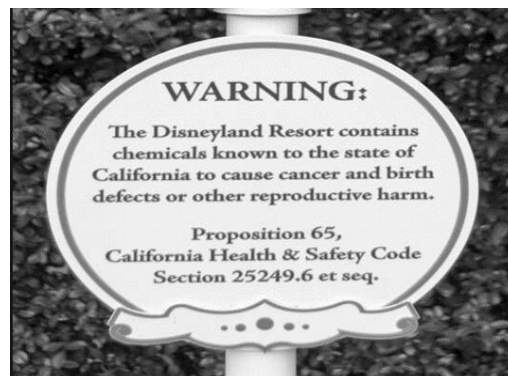 WARNING:
The Disneyland Resort contains
chemicals known to the state of
California to cause cancer and birth
defects or other reproductive harm.
Proposition 65,
California Health & Safety Code
Section 25249.6 et seq.